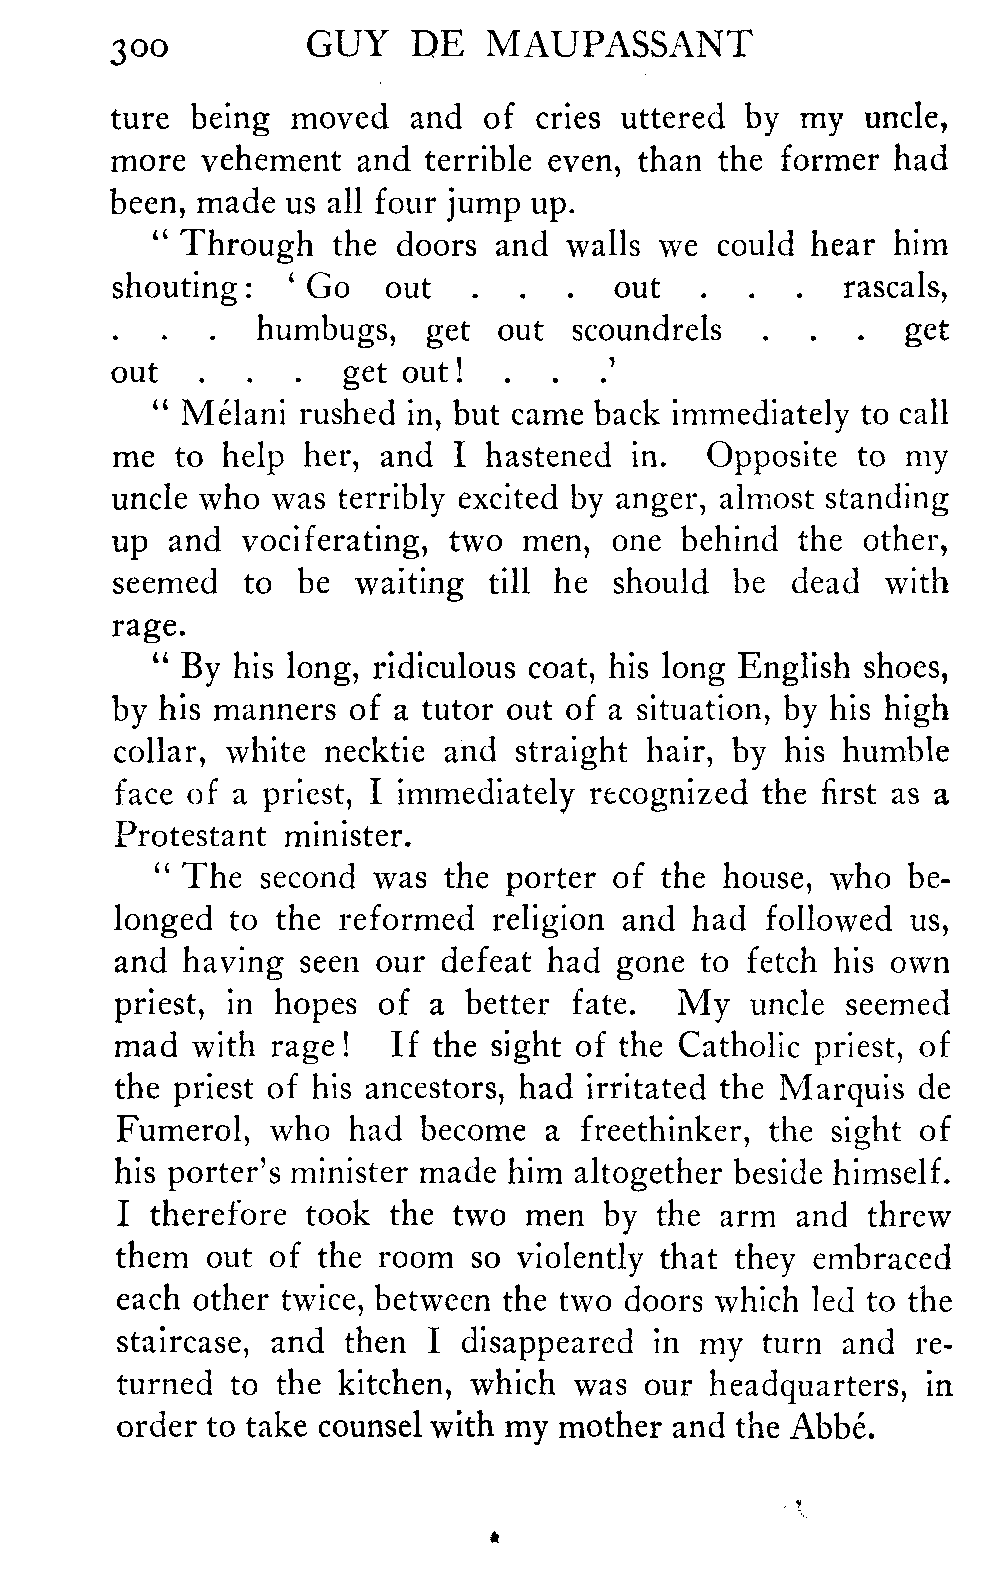 300 GUY DE MAUPASSANT
ture being moved and of cries uttered by my uncle,
more vehement and terrible even, than the former had
been, made us all four jump up.
“ Through the doors and walls we could hear him
shouting: ‘ Go out . . . out . . . rascals,
. . . humbugs, get out scoundrels . . . get
out . . . get out! . . .’
“ Mélani rushed in, but came back immediately to call
me to help her, and I hastened in. Opposite to my
uncle who was terribly excited by anger, almost standing
up and vociferating, two men, one behind the other,
seemed to be waiting till he should be dead with
rage.
“ By his long, ridiculous coat, his long English shoes,
by his manners of a tutor out of a situation, by his high
collar, white necktie and straight hair, by his humble
face of a priest, I immediately recognized the first as a
Protestant minister.
“ The second was the porter of the house, who be-
longed to the reformed religion and had followed us,
and having seen our defeat had gone to fetch his own
priest, in hopes of a better fate. My uncle seemed
mad with rage! If the sight of the Catholic priest, of
the priest of his ancestors, had irritated the Marquis de
Fumerol, who had become a freethinker, the sight of
his porter’s minister made him altogether beside himself.
I therefore took the two men by the arm and threw
them out of the room so violently that they embraced
each other twice, between the two doors which led to the
staircase, and then I disappeared in my turn and re-
turned to the kitchen, which was our headquarters, in
order to take counsel with my mother and the Abbé.